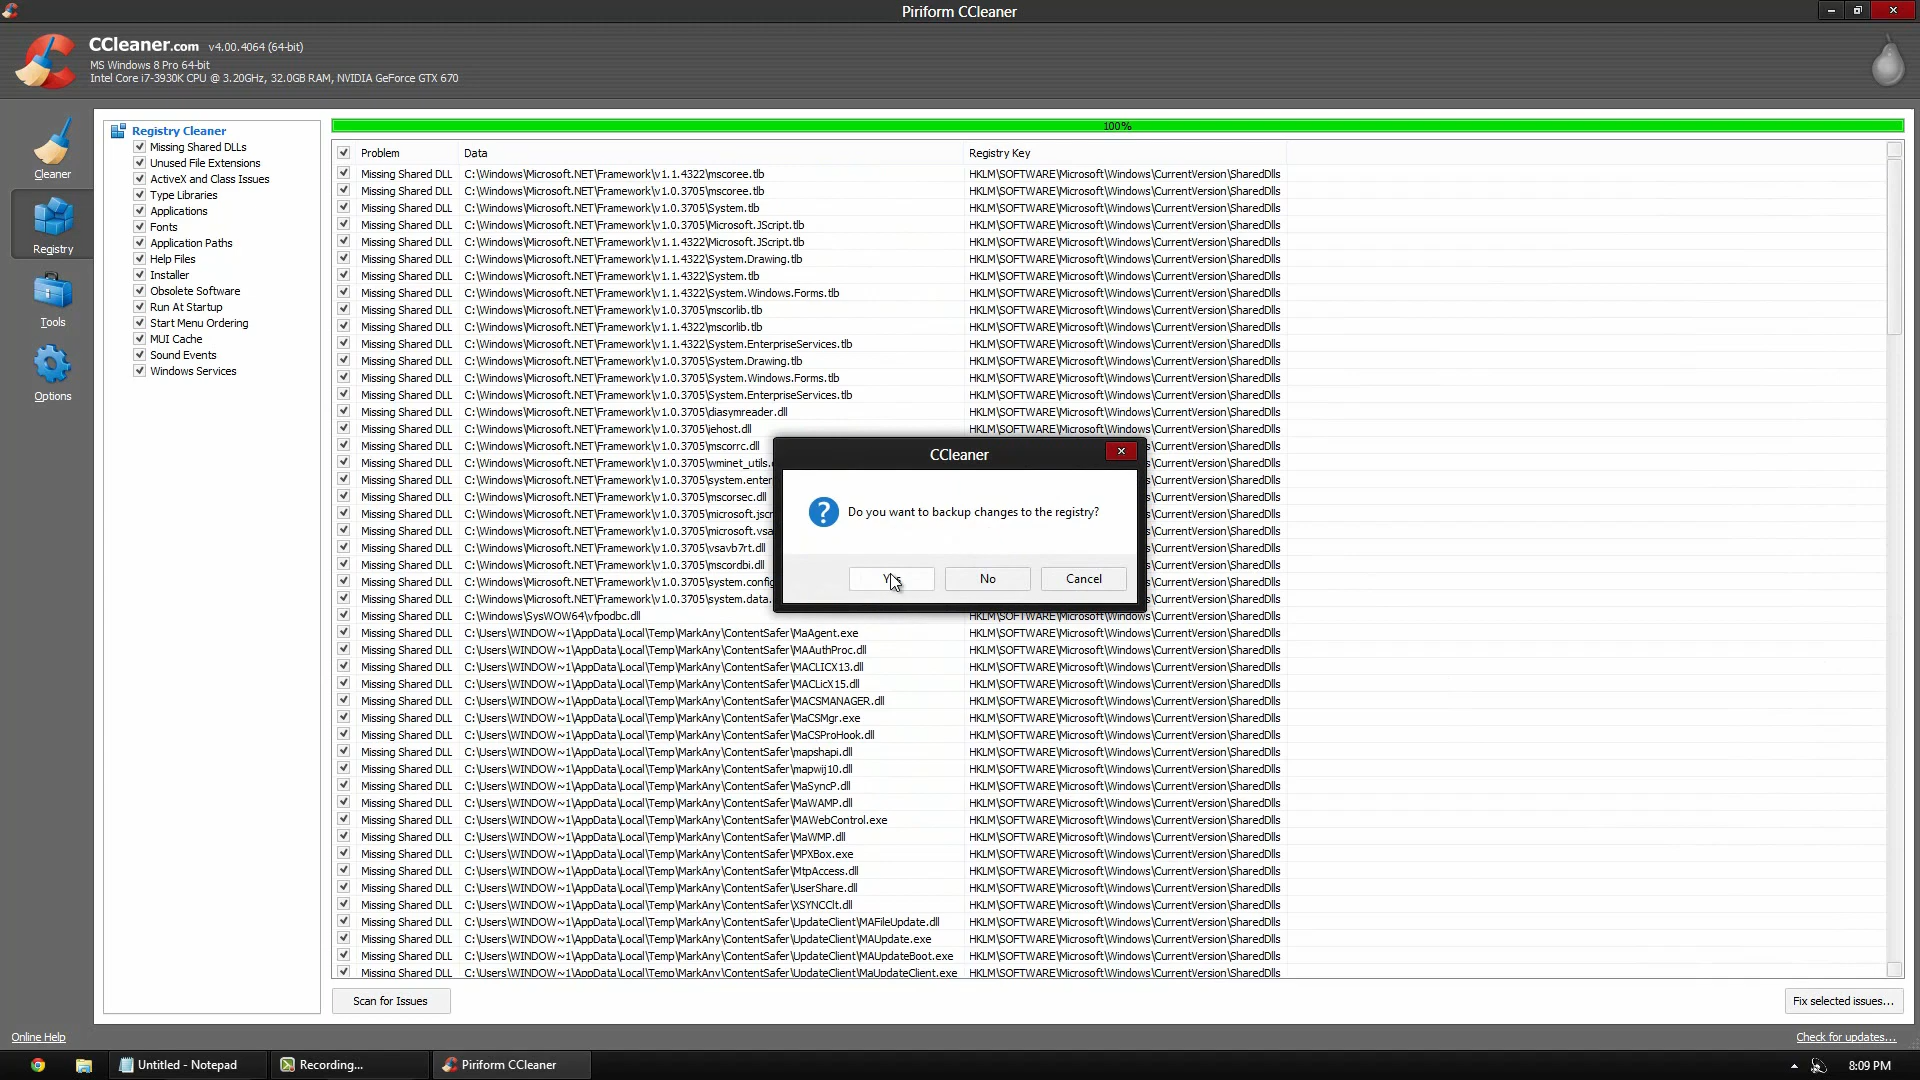 Piriform CCleaner
CCleaner.com v4.00.4064 (64-bit)
MS Windows 8 Pro 64-bit
Intel Core i7-3930K CPU @ 3.20GHz, 32.0GB RAM, NVIDIA GeForce GTX 670
Cleaner
Registry
Tools
Options
Registry Cleaner
Missing Shared DLLs
Unused File Extensions
ActiveX and Class Issues
Type Libraries
Applications
Fonts
Application Paths
Help Files
Installer
Obsolete Software
Run At Startup
Start Menu Ordering
MUI Cache
Sound Events
Windows Services
100%
Problem Data Registry Key
Missing Shared DLL C:\Windows\Microsoft.NET\Framework\v1.1.4322\mscoree.tlb HKLM\SOFTWARE\Microsoft\Windows\CurrentVersion\SharedDlls
Missing Shared DLL C:\Windows\Microsoft.NET\Framework\v1.0.3705\mscoree.tlb HKLM\SOFTWARE\Microsoft\Windows\CurrentVersion\SharedDlls
Missing Shared DLL C:\Windows\Microsoft.NET\Framework\v1.0.3705\System.tlb HKLM\SOFTWARE\Microsoft\Windows\CurrentVersion\SharedDlls
Missing Shared DLL C:\Windows\Microsoft.NET\Framework\v1.0.3705\Microsoft.JScript.tlb HKLM\SOFTWARE\Microsoft\Windows\CurrentVersion\SharedDlls
Missing Shared DLL C:\Windows\Microsoft.NET\Framework\v1.1.4322\Microsoft.JScript.tlb HKLM\SOFTWARE\Microsoft\Windows\CurrentVersion\SharedDlls
Missing Shared DLL C:\Windows\Microsoft.NET\Framework\v1.1.4322\System.Drawing.tlb HKLM\SOFTWARE\Microsoft\Windows\CurrentVersion\SharedDlls
Missing Shared DLL C:\Windows\Microsoft.NET\Framework\v1.1.4322\System.tlb HKLM\SOFTWARE\Microsoft\Windows\CurrentVersion\SharedDlls
Missing Shared DLL C:\Windows\Microsoft.NET\Framework\v1.1.4322\System.Windows.Forms.tlb HKLM\SOFTWARE\Microsoft\Windows\CurrentVersion\SharedDlls
Missing Shared DLL C:\Windows\Microsoft.NET\Framework\v1.0.3705\mscorlib.tlb HKLM\SOFTWARE\Microsoft\Windows\CurrentVersion\SharedDlls
Missing Shared DLL C:\Windows\Microsoft.NET\Framework\v1.1.4322\mscorlib.tlb HKLM\SOFTWARE\Microsoft\Windows\CurrentVersion\SharedDlls
Missing Shared DLL C:\Windows\Microsoft.NET\Framework\v1.1.4322\System.EnterpriseServices.tlb HKLM\SOFTWARE\Microsoft\Windows\CurrentVersion\SharedDlls
Missing Shared DLL C:\Windows\Microsoft.NET\Framework\v1.0.3705\System.Drawing.tlb HKLM\SOFTWARE\Microsoft\Windows\CurrentVersion\SharedDlls
Missing Shared DLL C:\Windows\Microsoft.NET\Framework\v1.0.3705\System.Windows.Forms.tlb HKLM\SOFTWARE\Microsoft\Windows\CurrentVersion\SharedDlls
Missing Shared DLL C:\Windows\Microsoft.NET\Framework\v1.0.3705\System.EnterpriseServices.tlb HKLM\SOFTWARE\Microsoft\Windows\CurrentVersion\SharedDlls
Missing Shared DLL C:\Windows\Microsoft.NET\Framework\v1.0.3705\diasymreader.dll HKLM\SOFTWARE\Microsoft\Windows\CurrentVersion\SharedDlls
Missing Shared DLL C:\Windows\Microsoft.NET\Framework\v1.0.3705\iehost.dll HKLM\SOFTWARE\Microsoft\Windows\CurrentVersion\SharedDlls
Missing Shared DLL C:\Windows\Microsoft.NET\Framework\v1.0.3705\mscorrc.dll s\CurrentVersion\SharedDlls
Missing Shared DLL C:\Windows\Microsoft.NET\Framework\v1.0.3705\wminet_utils. s\CurrentVersion\SharedDlls
Missing Shared DLL C:\Windows\Microsoft.NET\Framework\v1.0.3705\system.enter s\CurrentVersion\SharedDlls
Missing Shared DLL C:\Windows\Microsoft.NET\Framework\v1.0.3705\mscorsec.dll s\CurrentVersion\SharedDlls
Missing Shared DLL C:\Windows\Microsoft.NET\Framework\v1.0.3705\microsoft.jscr s\CurrentVersion\SharedDlls
Missing Shared DLL C:\Windows\Microsoft.NET\Framework\v1.0.3705\microsoft.vsa s\CurrentVersion\SharedDlls
Missing Shared DLL C:\Windows\Microsoft.NET\Framework\v1.0.3705\vsavb7rt.dll s\CurrentVersion\SharedDlls
Missing Shared DLL C:\Windows\Microsoft.NET\Framework\v1.0.3705\mscordbi.dll s\CurrentVersion\SharedDlls
Missing Shared DLL C:\Windows\Microsoft.NET\Framework\v1.0.3705\system.config s\CurrentVersion\SharedDlls
Missing Shared DLL C:\Windows\Microsoft.NET\Framework\v1.0.3705\system.data. s\CurrentVersion\SharedDlls
Missing Shared DLL C:\Windows\SysWOW64\vfpodbc.dll HKLM\SOFTWARE\Microsoft\Windows\CurrentVersion\SharedDlls
Missing Shared DLL C:\Users\WINDOW~1\AppData\Local\Temp\MarkAny\ContentSafer\MaAgent.exe HKLM\SOFTWARE\Microsoft\Windows\CurrentVersion\SharedDlls
Missing Shared DLL C:\Users\WINDOW~1\AppData\Local\Temp\MarkAny\ContentSafer\MAAuthProc.dll HKLM\SOFTWARE\Microsoft\Windows\CurrentVersion\SharedDlls
Missing Shared DLL C:\Users\WINDOW~1\AppData\Local\Temp\MarkAny\ContentSafer\MACLICX13.dll HKLM\SOFTWARE\Microsoft\Windows\CurrentVersion\SharedDlls
Missing Shared DLL C:\Users\WINDOW~1\AppData\Local\Temp\MarkAny\ContentSafer\MACLicX15.dll HKLM\SOFTWARE\Microsoft\Windows\CurrentVersion\SharedDlls
Missing Shared DLL C:\Users\WINDOW~1\AppData\Local\Temp\MarkAny\ContentSafer\MACSMANAGER.dll HKLM\SOFTWARE\Microsoft\Windows\CurrentVersion\SharedDlls
Missing Shared DLL C:\Users\WINDOW~1\AppData\Local\Temp\MarkAny\ContentSafer\MaCSMgr.exe HKLM\SOFTWARE\Microsoft\Windows\CurrentVersion\SharedDlls
Missing Shared DLL C:\Users\WINDOW~1\AppData\Local\Temp\MarkAny\ContentSafer\MaCSProHook.dll HKLM\SOFTWARE\Microsoft\Windows\CurrentVersion\SharedDlls
Missing Shared DLL C:\Users\WINDOW~1\AppData\Local\Temp\MarkAny\ContentSafer\mapshapi.dll HKLM\SOFTWARE\Microsoft\Windows\CurrentVersion\SharedDlls
Missing Shared DLL C:\Users\WINDOW~1\AppData\Local\Temp\MarkAny\ContentSafer\mapwij10.dll HKLM\SOFTWARE\Microsoft\Windows\CurrentVersion\SharedDlls
Missing Shared DLL C:\Users\WINDOW~1\AppData\Local\Temp\MarkAny\ContentSafer\MaSyncP.dll HKLM\SOFTWARE\Microsoft\Windows\CurrentVersion\SharedDlls
Missing Shared DLL C:\Users\WINDOW~1\AppData\Local\Temp\MarkAny\ContentSafer\MaWAMP.dll HKLM\SOFTWARE\Microsoft\Windows\CurrentVersion\SharedDlls
Missing Shared DLL C:\Users\WINDOW~1\AppData\Local\Temp\MarkAny\ContentSafer\MAWebControl.exe HKLM\SOFTWARE\Microsoft\Windows\CurrentVersion\SharedDlls
Missing Shared DLL C:\Users\WINDOW~1\AppData\Local\Temp\MarkAny\ContentSafer\MaWMP.dll HKLM\SOFTWARE\Microsoft\Windows\CurrentVersion\SharedDlls
Missing Shared DLL C:\Users\WINDOW~1\AppData\Local\Temp\MarkAny\ContentSafer\MPXBox.exe HKLM\SOFTWARE\Microsoft\Windows\CurrentVersion\SharedDlls
Missing Shared DLL C:\Users\WINDOW~1\AppData\Local\Temp\MarkAny\ContentSafer\MtpAccess.dll HKLM\SOFTWARE\Microsoft\Windows\CurrentVersion\SharedDlls
Missing Shared DLL C:\Users\WINDOW~1\AppData\Local\Temp\MarkAny\ContentSafer\UserShare.dll HKLM\SOFTWARE\Microsoft\Windows\CurrentVersion\SharedDlls
Missing Shared DLL C:\Users\WINDOW~1\AppData\Local\Temp\MarkAny\ContentSafer\XSYNCClt.dll HKLM\SOFTWARE\Microsoft\Windows\CurrentVersion\SharedDlls
Missing Shared DLL C:\Users\WINDOW~1\AppData\Local\Temp\MarkAny\ContentSafer\UpdateClient\MAFileUpdate.dll HKLM\SOFTWARE\Microsoft\Windows\CurrentVersion\SharedDlls
Missing Shared DLL C:\Users\WINDOW~1\AppData\Local\Temp\MarkAny\ContentSafer\UpdateClient\MAUpdate.exe HKLM\SOFTWARE\Microsoft\Windows\CurrentVersion\SharedDlls
Missing Shared DLL C:\Users\WINDOW~1\AppData\Local\Temp\MarkAny\ContentSafer\UpdateClient\MAUpdateBoot.exe HKLM\SOFTWARE\Microsoft\Windows\CurrentVersion\SharedDlls
Missing Shared DLL C:\Users\WINDOW~1\AppData\Local\Temp\MarkAny\ContentSafer\UpdateClient\MaUpdateClient.exe HKLM\SOFTWARE\Microsoft\Windows\CurrentVersion\SharedDlls
CCleaner
Do you want to backup changes to the registry?
No Cancel
Scan for Issues Fix selected issues...
Online Help Check for updates...
Untitled - Notepad Recording... Piriform CCleaner 8:09 PM